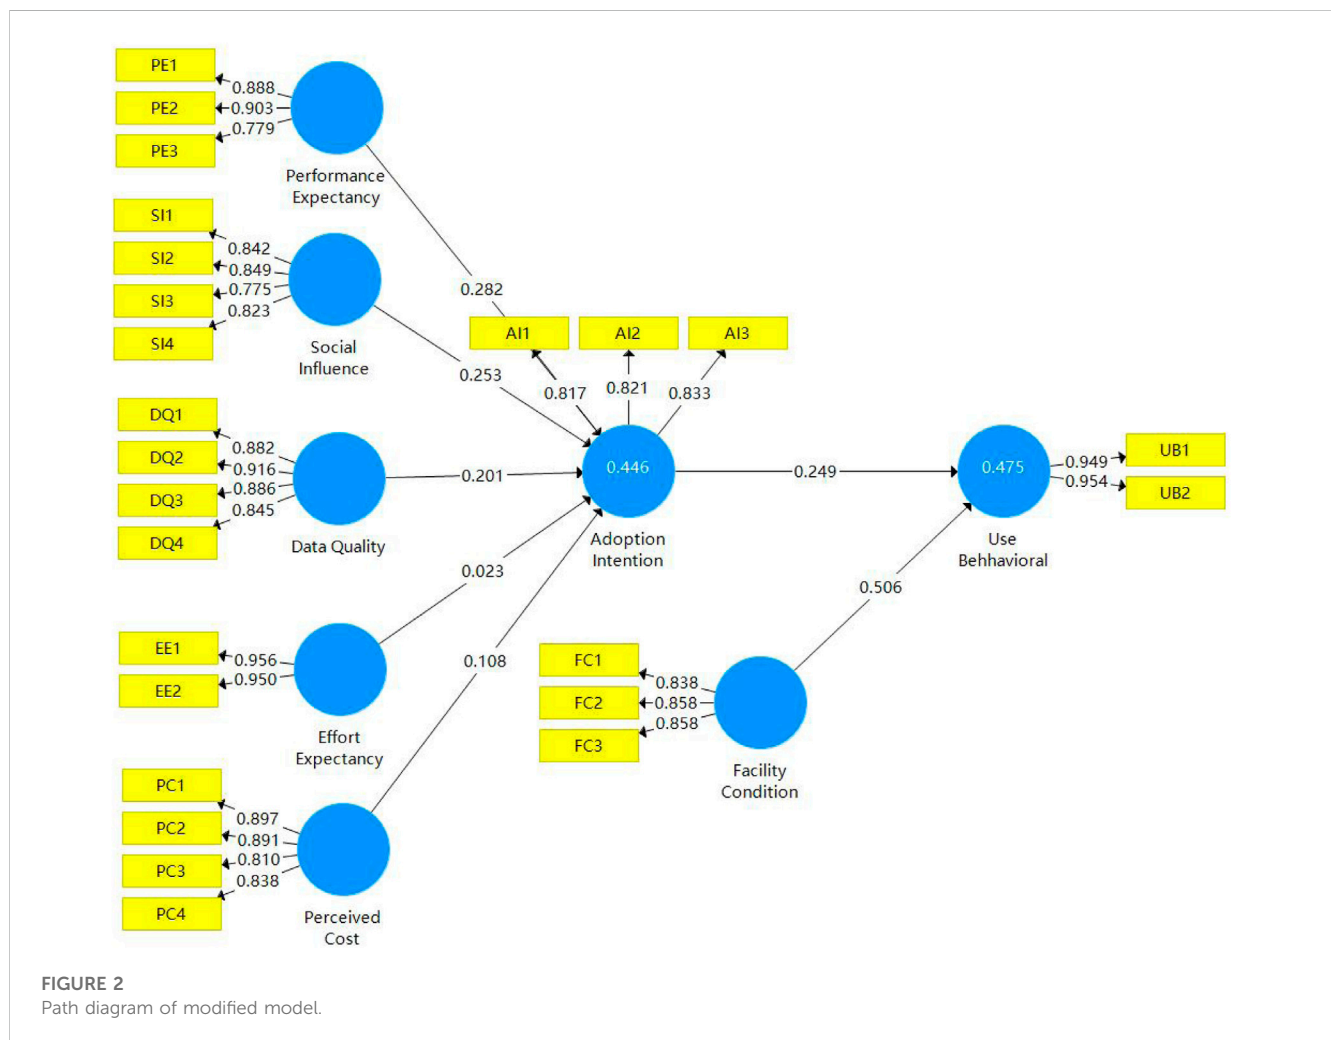 PE1
0.888
PE2
0.903
0.779
PE3
Performance
Expectancy
SI1
0.842
SI2
0.849
0.775
SI3
0.823
SI4
Social
Influence
0.282
AI1
AI2
AI3
0.253
0.817
0.821
0.833
DQ1
0.882
DQ2
0.916
0.886
DQ3
0.845
DQ4
Data Quality
0.201
0.446
Adoption
Intention
0.249
0.475
Use
Behhavioral
0.949
UB1
0.954
UB2
0.023
0.506
EE1
0.956
0.950
EE2
Effort
Expectancy
0.108
FC1
0.838
FC2
0.858
0.858
FC3
Facility
Condition
PC1
0.897
PC2
0.891
0.810
PC3
0.838
PC4
Perceived
Cost
FIGURE 2
Path diagram of modified model.